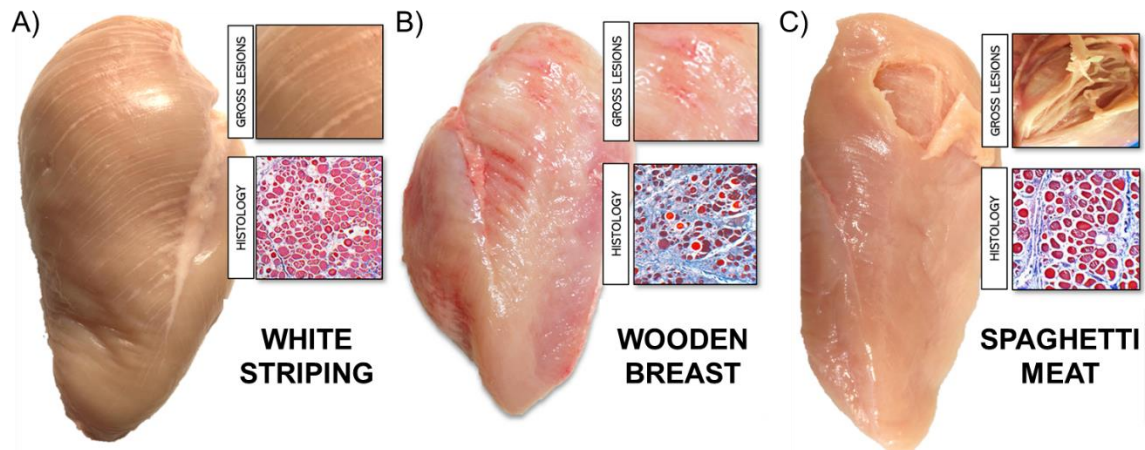 A)
GROSS LESIONS
HISTOLOGY
WHITE
STRIPING
B)
GROSS LESIONS
HISTOLOGY
WOODEN
BREAST
C)
GROSS LESIONS
HISTOLOGY
SPAGHETTI
MEAT